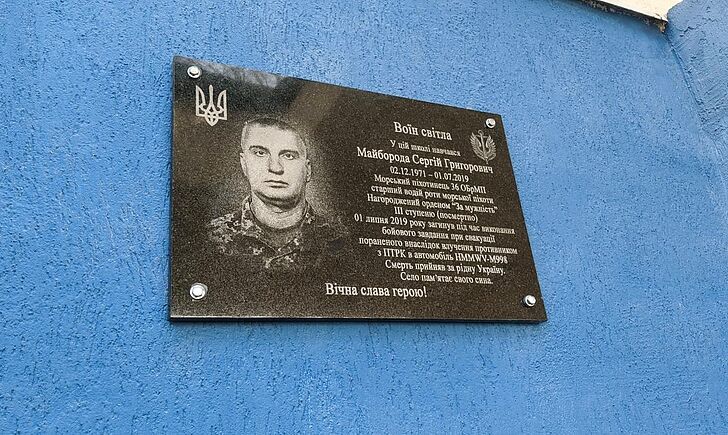 Воїн світла
У цій школі навчався
Майборода Сергій Григорович
02.12.1971 – 01.07.2019
Морський піхотинець 36 ОБрМП
старший водій роти морської піхоти
Нагороджений орденом "За мужність"
ІІІ ступеню (посмертно)
01 липня 2019 року загинув під час виконання
бойового завдання при евакуації
пораненого внаслідок влучення противником
з ПТРК в автомобіль HMMWV-M998
Смерть прийняв за рідну Україну.
Село пам'ятає свого сина.
Вічна слава герою!